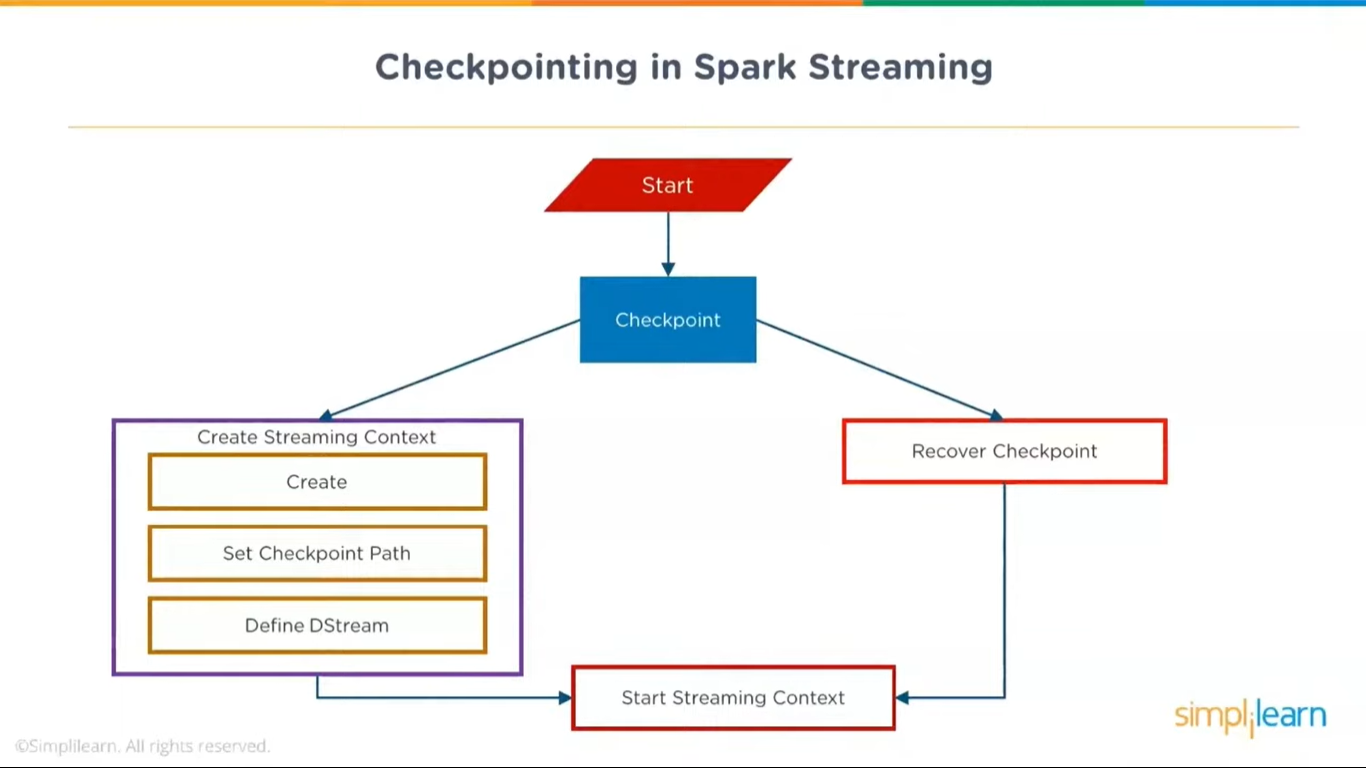 Checkpointing in Spark Streaming
Start
Checkpoint
Create Streaming Context
Create
Set Checkpoint Path
Define DStream
Recover Checkpoint
Start Streaming Context
simplilearn
©Simplilearn. All rights reserved.